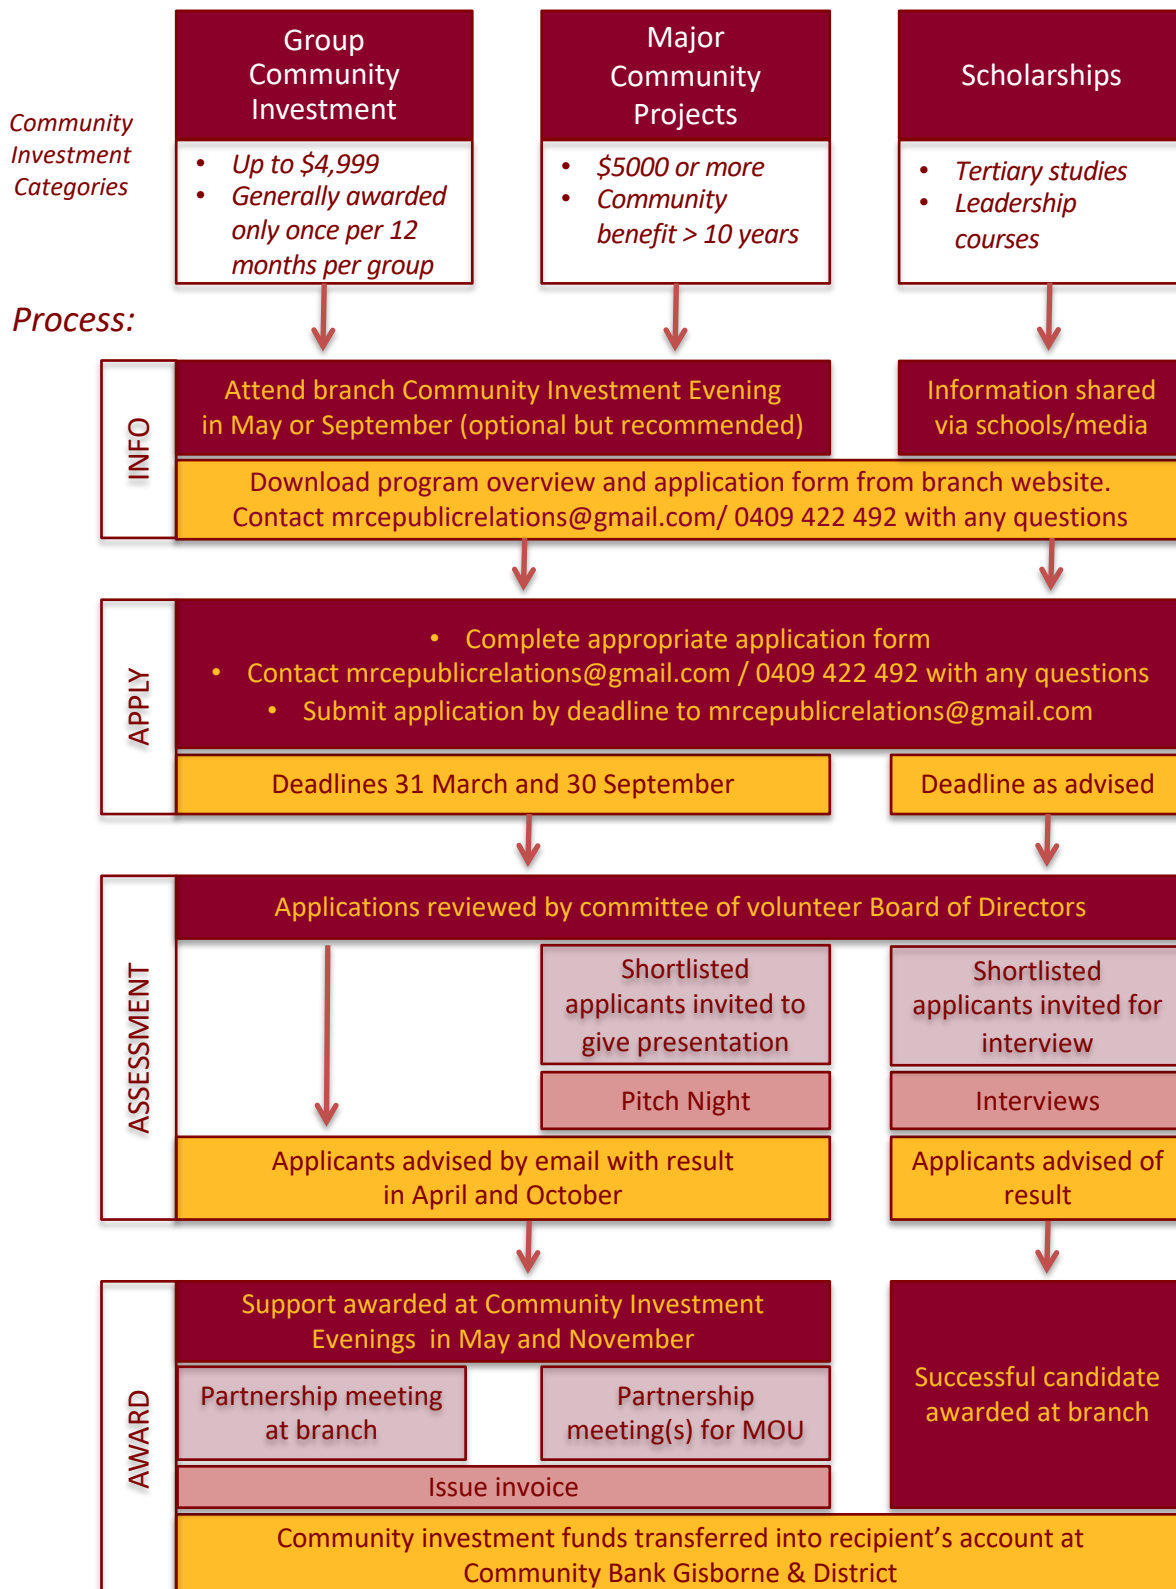 Group
Community
Investment
Major
Community
Projects
Scholarships
Community
Investment
Categories
• Up to $4,999
• Generally awarded
only once per 12
months per group
• $5000 or more
• Community
benefit > 10 years
• Tertiary studies
• Leadership
courses
Process:
INFO
Attend branch Community Investment Evening
in May or September (optional but recommended)
Information shared
via schools/media
Download program overview and application form from branch website.
Contact mrcepublicrelations@gmail.com/ 0409 422 492 with any questions
APPLY
• Complete appropriate application form
• Contact mrcepublicrelations@gmail.com / 0409 422 492 with any questions
• Submit application by deadline to mrcepublicrelations@gmail.com
Deadlines 31 March and 30 September
Deadline as advised
ASSESSMENT
Applications reviewed by committee of volunteer Board of Directors
Shortlisted
applicants invited to
give presentation
Shortlisted
applicants invited for
interview
Pitch Night
Interviews
Applicants advised by email with result
in April and October
Applicants advised of
result
AWARD
Support awarded at Community Investment
Evenings in May and November
Successful candidate
awarded at branch
Partnership meeting
at branch
Partnership
meeting(s) for MOU
Issue invoice
Community investment funds transferred into recipient's account at
Community Bank Gisborne & District